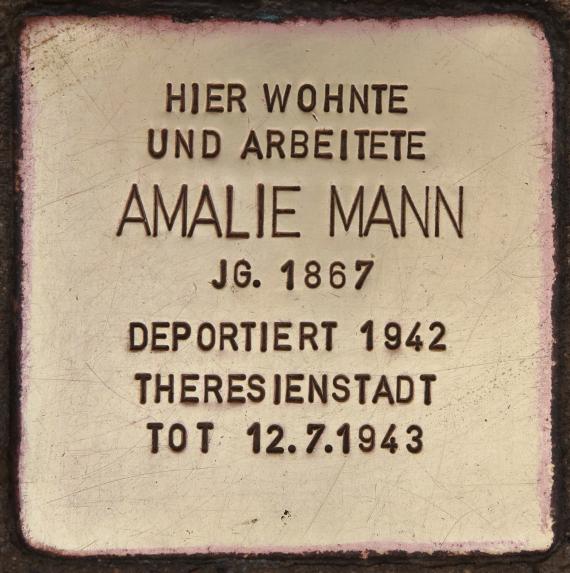 HIER WOHNTE
UND ARBEITETE
AMALIE MANN
JG. 1867
DEPORTIERT 1942
THERESIENSTADT
TOT 12.7.1943